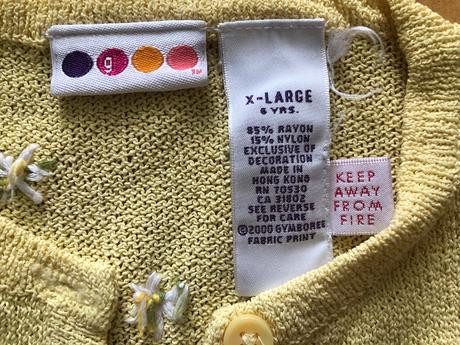 g
TM
X-LARGE
6 YRS.
85% RAYON
15% NYLON
EXCLUSIVE OF
DECORATION
MADE IN
HONG KONG
RN 70530
CA 31802
SEE REVERSE
FOR CARE
©2000 GYMBOREE
FABRIC PRINT
KEEP
AWAY
FROM
FIRE